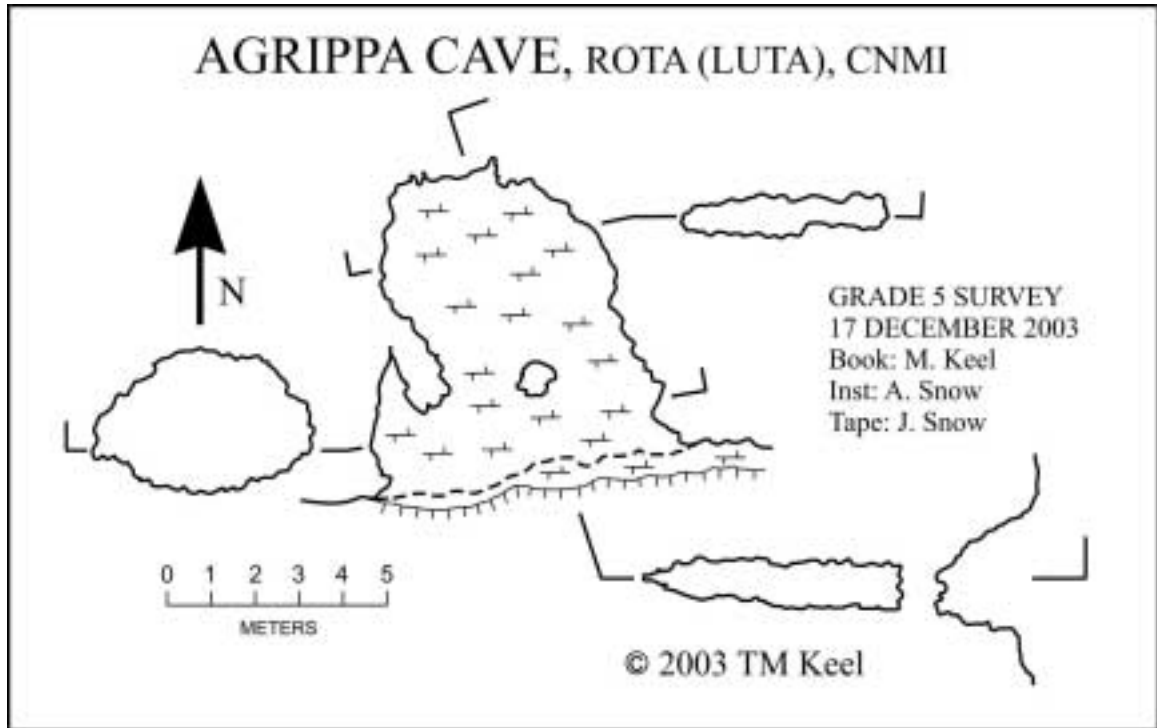 AGRIPPA CAVE, ROTA (LUTA), CNMI
N
GRADE 5 SURVEY
17 DECEMBER 2003
Book: M. Keel
Inst: A. Snow
Tape: J. Snow
0 1 2 3 4 5
METERS
© 2003 TM Keel